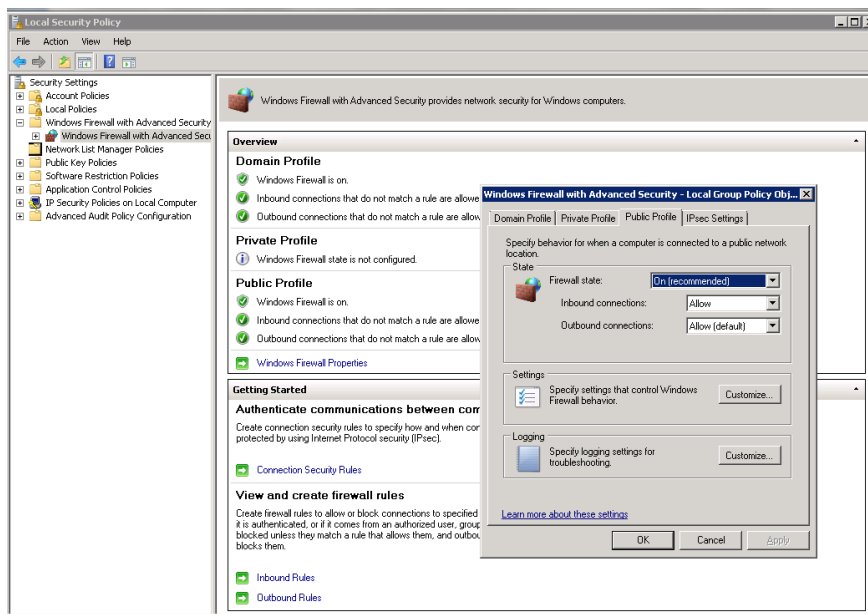 Local Security Policy
File Action View Help
Security Settings
Account Policies
Local Policies
Windows Firewall with Advanced Security
Windows Firewall with Advanced Secu
Network List Manager Policies
Public Key Policies
Software Restriction Policies
Application Control Policies
IP Security Policies on Local Computer
Advanced Audit Policy Configuration
Windows Firewall with Advanced Security provides network security for Windows computers.
Overview
Domain Profile
Windows Firewall is on.
Inbound connections that do not match a rule are allowe
Outbound connections that do not match a rule are allow
Private Profile
Windows Firewall state is not configured.
Public Profile
Windows Firewall is on.
Inbound connections that do not match a rule are allowe
Outbound connections that do not match a rule are allow
Windows Firewall Properties
Getting Started
Authenticate communications between com
Create connection security rules to specify how and when con
protected by using Internet Protocol security (IPsec).
Connection Security Rules
View and create firewall rules
Create firewall rules to allow or block connections to specified
it is authenticated, or if it comes from an authorized user, group
blocked unless they match a rule that allows them, and outbou
blocks them.
Inbound Rules
Outbound Rules
Windows Firewall with Advanced Security - Local Group Policy Obj...
Domain Profile Private Profile Public Profile IPsec Settings
Specify behavior for when a computer is connected to a public network
location.
State
Firewall state: On (recommended)
Inbound connections: Allow
Outbound connections: Allow (default)
Settings
Specify settings that control Windows
Firewall behavior.
Customize...
Logging
Specify logging settings for
troubleshooting.
Customize...
Learn more about these settings
OK Cancel Apply